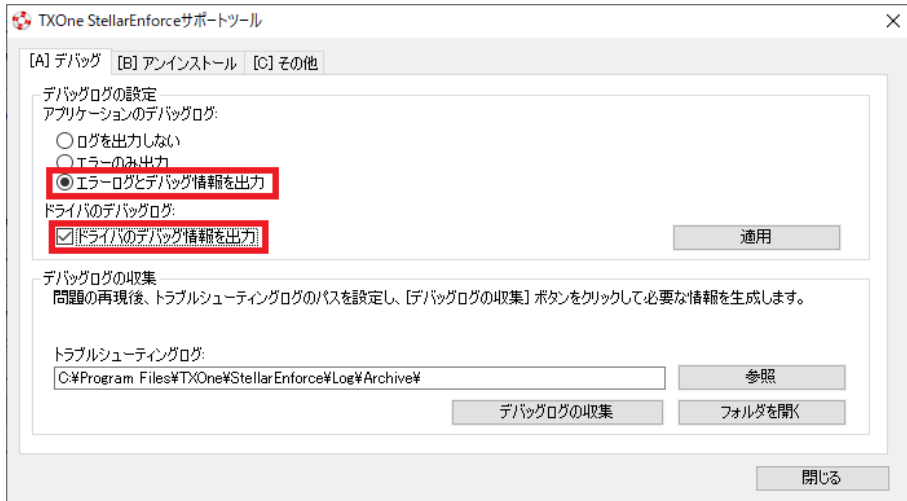 TXOne StellarEnforceサポートツール
[A] デバッグ [B] アンインストール [C] その他
デバッグログの設定
アプリケーションのデバッグログ:
ログを出力しない
エラーのみ出力
エラーログとデバッグ情報を出力
ドライバのデバッグログ:
ドライバのデバッグ情報を出力
適用
デバッグログの収集
問題の再現後、トラブルシューティングログのパスを設定し、[デバッグログの収集] ボタンをクリックして必要な情報を生成します。
トラブルシューティングログ:
C:¥Program Files¥TXOne¥StellarEnforce¥Log¥Archive¥
参照
デバッグログの収集 フォルダを開く
閉じる